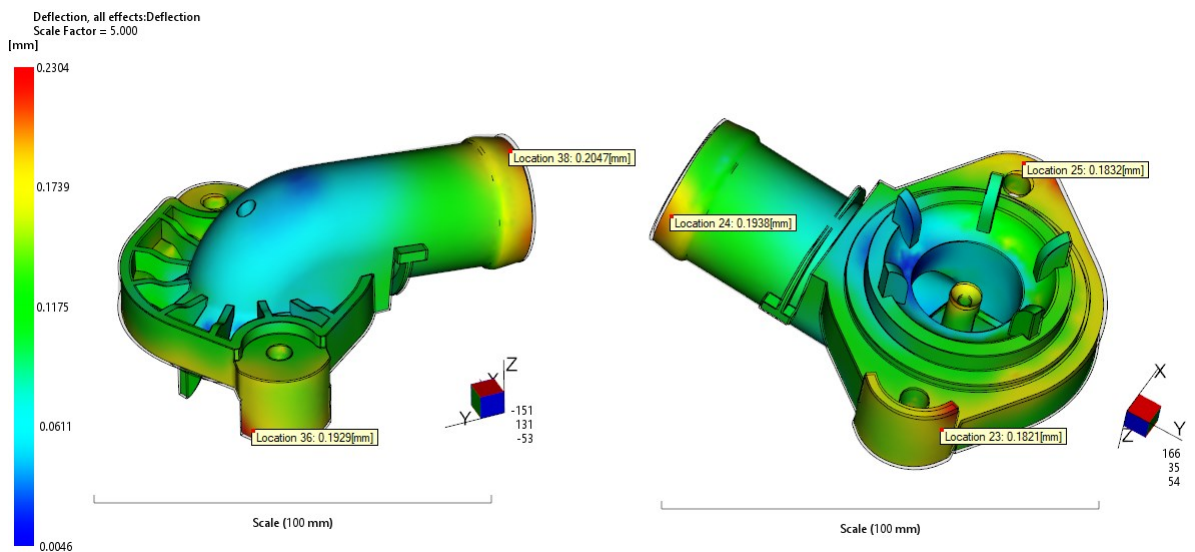 Deflection, all effects:Deflection
Scale Factor = 5.000
[mm]
0.2304
0.1739
0.1175
0.0611
0.0046
Location 38: 0.2047[mm]
Location 36: 0.1929[mm]
Z
Y
X
-151
131
-53
Scale (100 mm)
Location 25: 0.1832[mm]
Location 24: 0.1938[mm]
Location 23: 0.1821[mm]
X
Y
Z
166
35
54
Scale (100 mm)